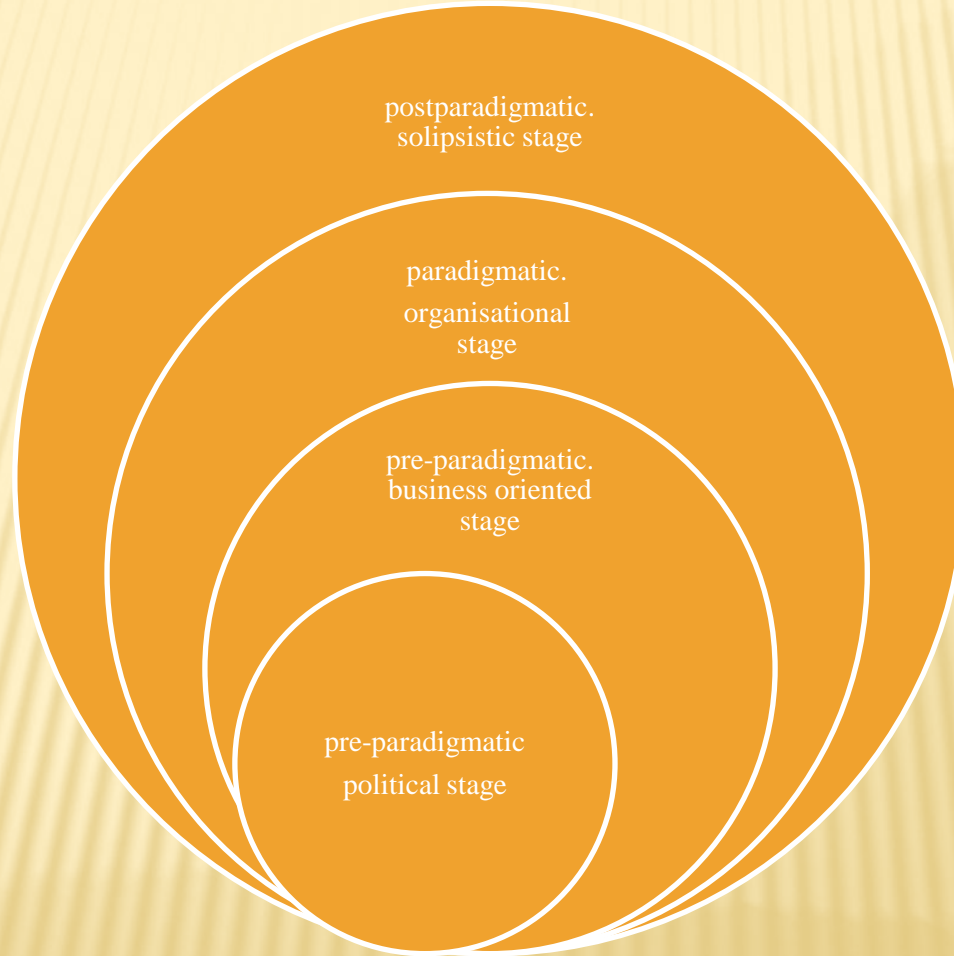 postparadigmatic.
solipsistic stage
paradigmatic.
organisational
stage
pre-paradigmatic.
business oriented
stage
pre-paradigmatic
political stage